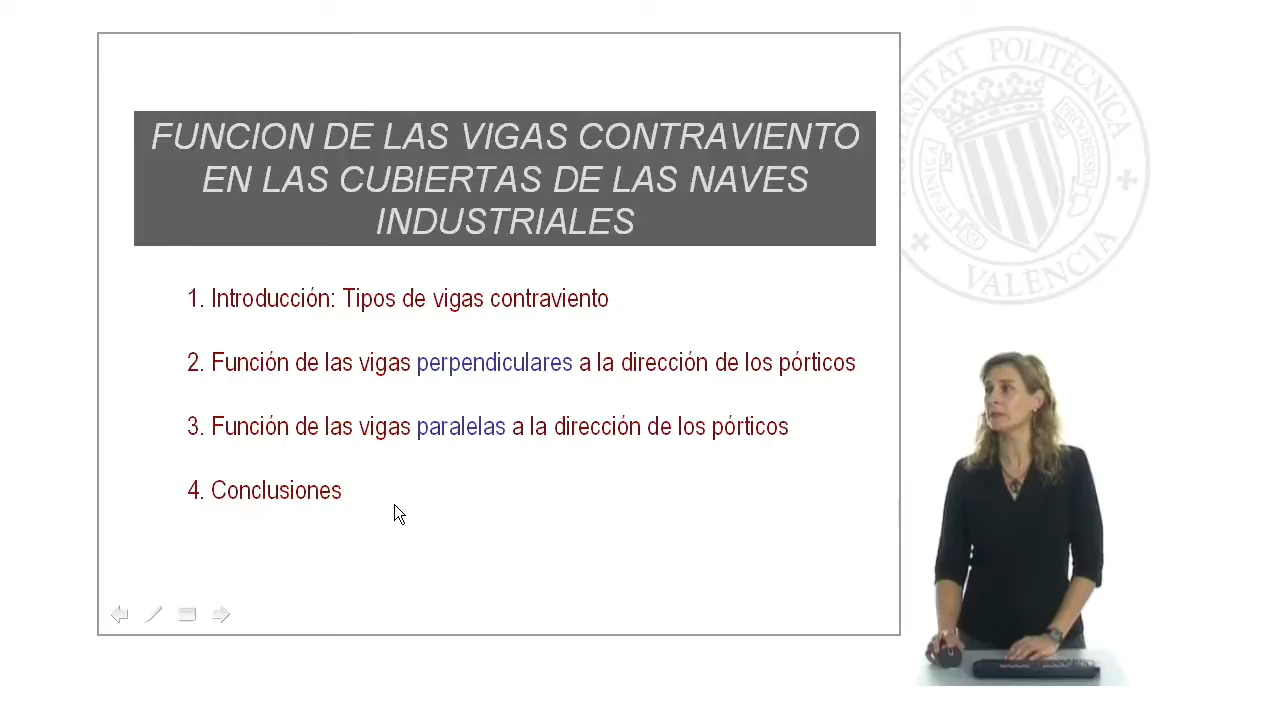 FUNCION DE LAS VIGAS CONTRAVIENTO
EN LAS CUBIERTAS DE LAS NAVES
INDUSTRIALES
1. Introducción: Tipos de vigas contraviento
2. Función de las vigas perpendiculares a la dirección de los pórticos
3. Función de las vigas paralelas a la dirección de los pórticos
4. Conclusiones
POLITÈCNICA
VALÈNCIA